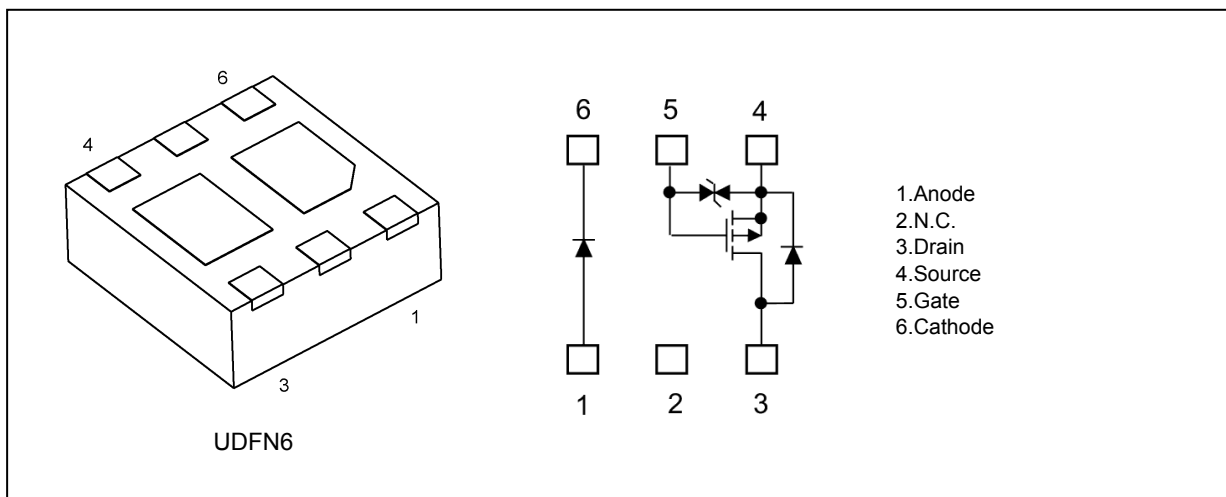 6
4
1
3
UDFN6
6 5 4
1 2 3
1.Anode
2.N.C.
3.Drain
4.Source
5.Gate
6.Cathode